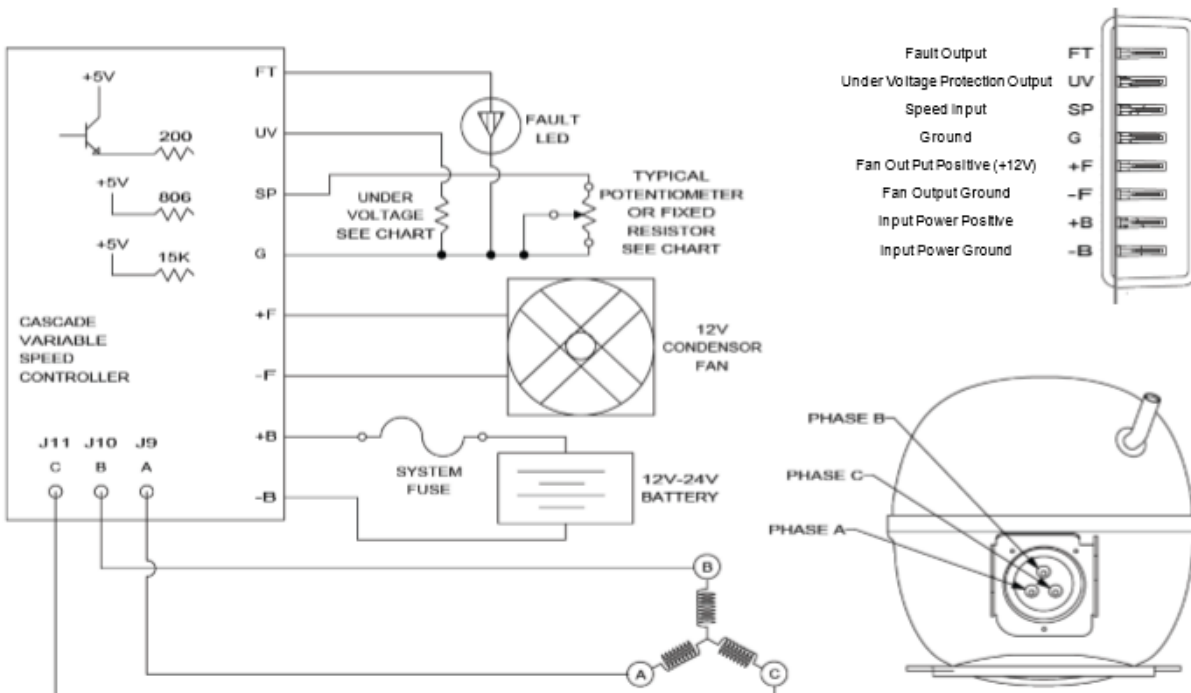 +5V
200
+5V
806
+5V
15K
CASCADE
VARIABLE
SPEED
CONTROLLER
J11 J10 J9
C B A
FT
UV
SP
G
+F
-F
+B
-B
FAULT
LED
UNDER
VOLTAGE
SEE CHART
TYPICAL
POTENTIOMETER
OR FIXED
RESISTOR
SEE CHART
12V
CONDENSOR
FAN
SYSTEM
FUSE
12V-24V
BATTERY
B
A
C
Fault Output FT
Under Voltage Protection Output UV
Speed Input SP
Ground G
Fan Out Put Positive (+12V) +F
Fan Output Ground -F
Input Power Positive +B
Input Power Ground -B
PHASE B
PHASE C
PHASE A